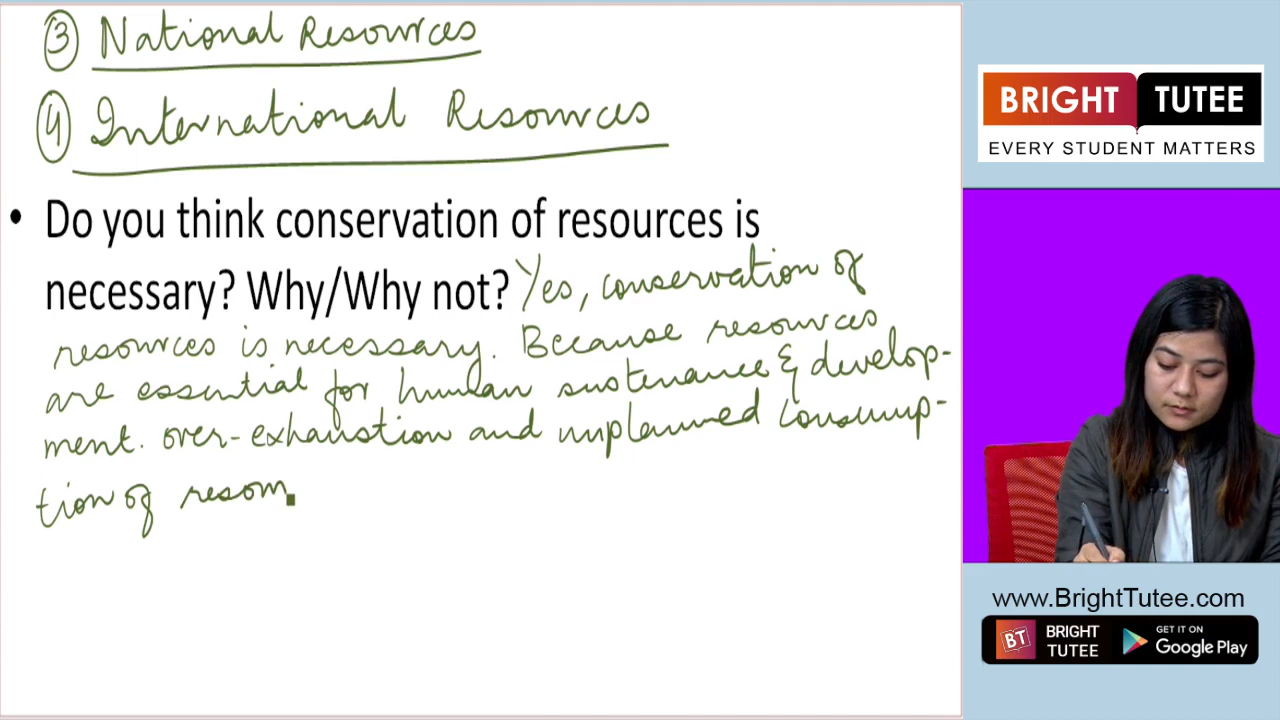 ③ National Resources
④ International Resources
• Do you think conservation of resources is
necessary? Why/Why not? Yes, conservation of
resources is necessary. Because resources
are essential for human sustenance & develop-
ment. over-exhaustion and unplanned consump-
tion of resour
BRIGHT TUTEE
EVERY STUDENT MATTERS
www.BrightTutee.com
BT BRIGHT TUTEE
GET IT ON
Google Play